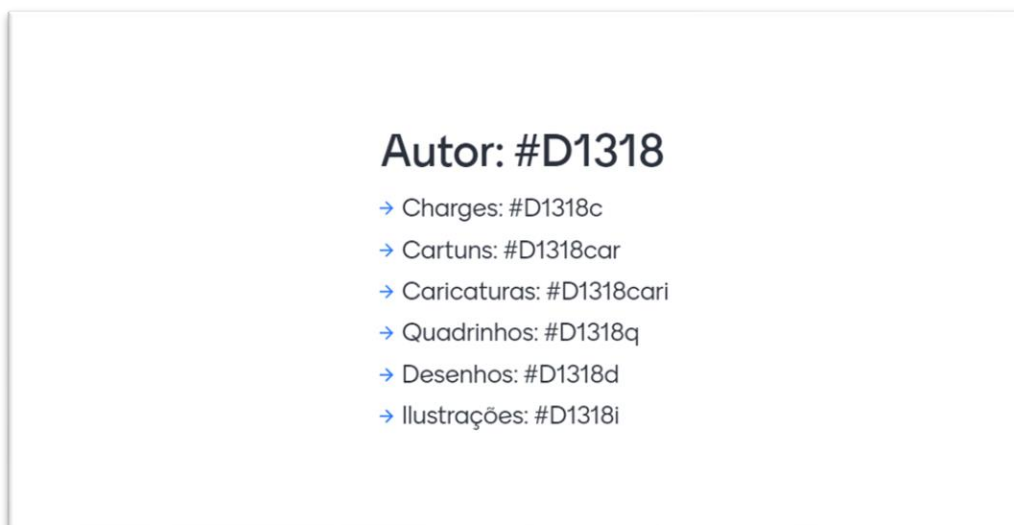 Autor: #D1318
→ Charges: #D1318c
→ Cartuns: #D1318car
→ Caricaturas: #D1318cari
→ Quadrinhos: #D1318q
→ Desenhos: #D1318d
→ Ilustrações: #D1318i